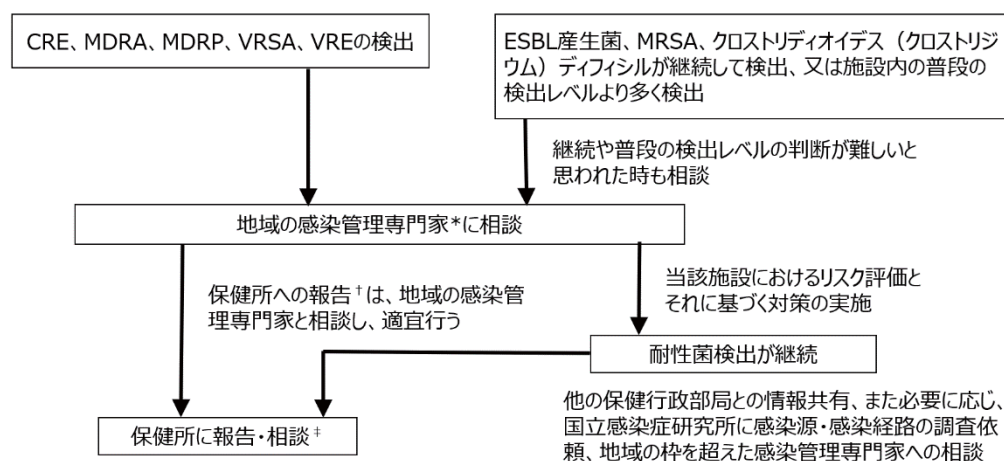 CRE、MDRA、MDRP、VRSA、VREの検出
ESBL産生菌、MRSA、クロストリディオイデス（クロストリジ
ウム）ディフィシルが継続して検出、又は施設内の普段の
検出レベルより多く検出
継続や普段の検出レベルの判断が難しいと
思われた時も相談
地域の感染管理専門家*に相談
保健所への報告†は、地域の感染管
理専門家と相談し、適宜行う
当該施設におけるリスク評価と
それに基づく対策の実施
耐性菌検出が継続
保健所に報告・相談‡
他の保健行政部局との情報共有、また必要に応じ、
国立感染症研究所に感染源・感染経路の調査依
頼、地域の枠を超えた感染管理専門家への相談